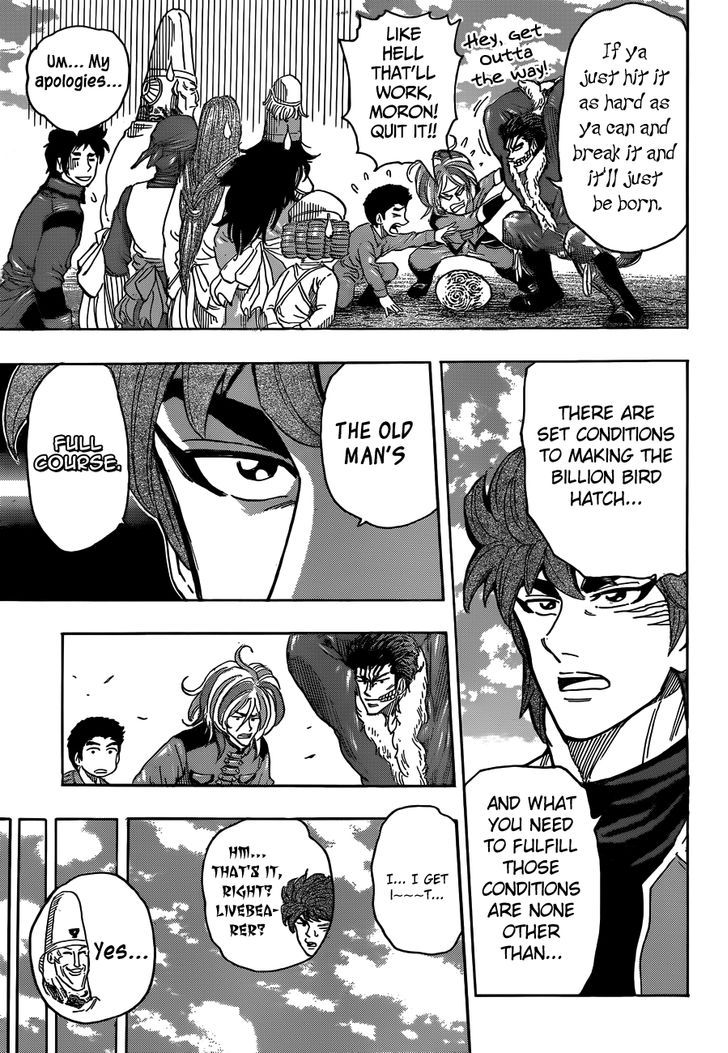 If ya
just hit it
as hard as
ya can and
break it and
it'll just
be born.
Hey, get
outta
the way!
LIKE
HELL
THAT'LL
WORK,
MORON!
QUIT IT!!
Um... My
apologies...
THERE ARE
SET CONDITIONS
TO MAKING THE
BILLION BIRD
HATCH...
AND WHAT
YOU NEED
TO FULFILL
THOSE
CONDITIONS
ARE NONE
OTHER
THAN...
THE OLD
MAN'S
FULL
COURSE.
I... I GET
I~~~T...
HM...
THAT'S IT,
RIGHT?
LIVEBEA-
RER?
Yes...